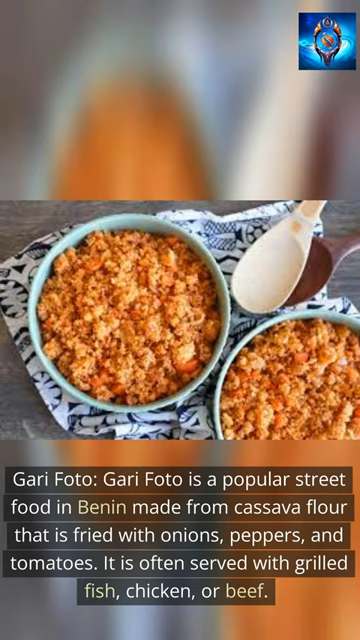 Gari Foto: Gari Foto is a popular street
food in Benin made from cassava flour
that is fried with onions, peppers, and
tomatoes. It is often served with grilled
fish, chicken, or beef.